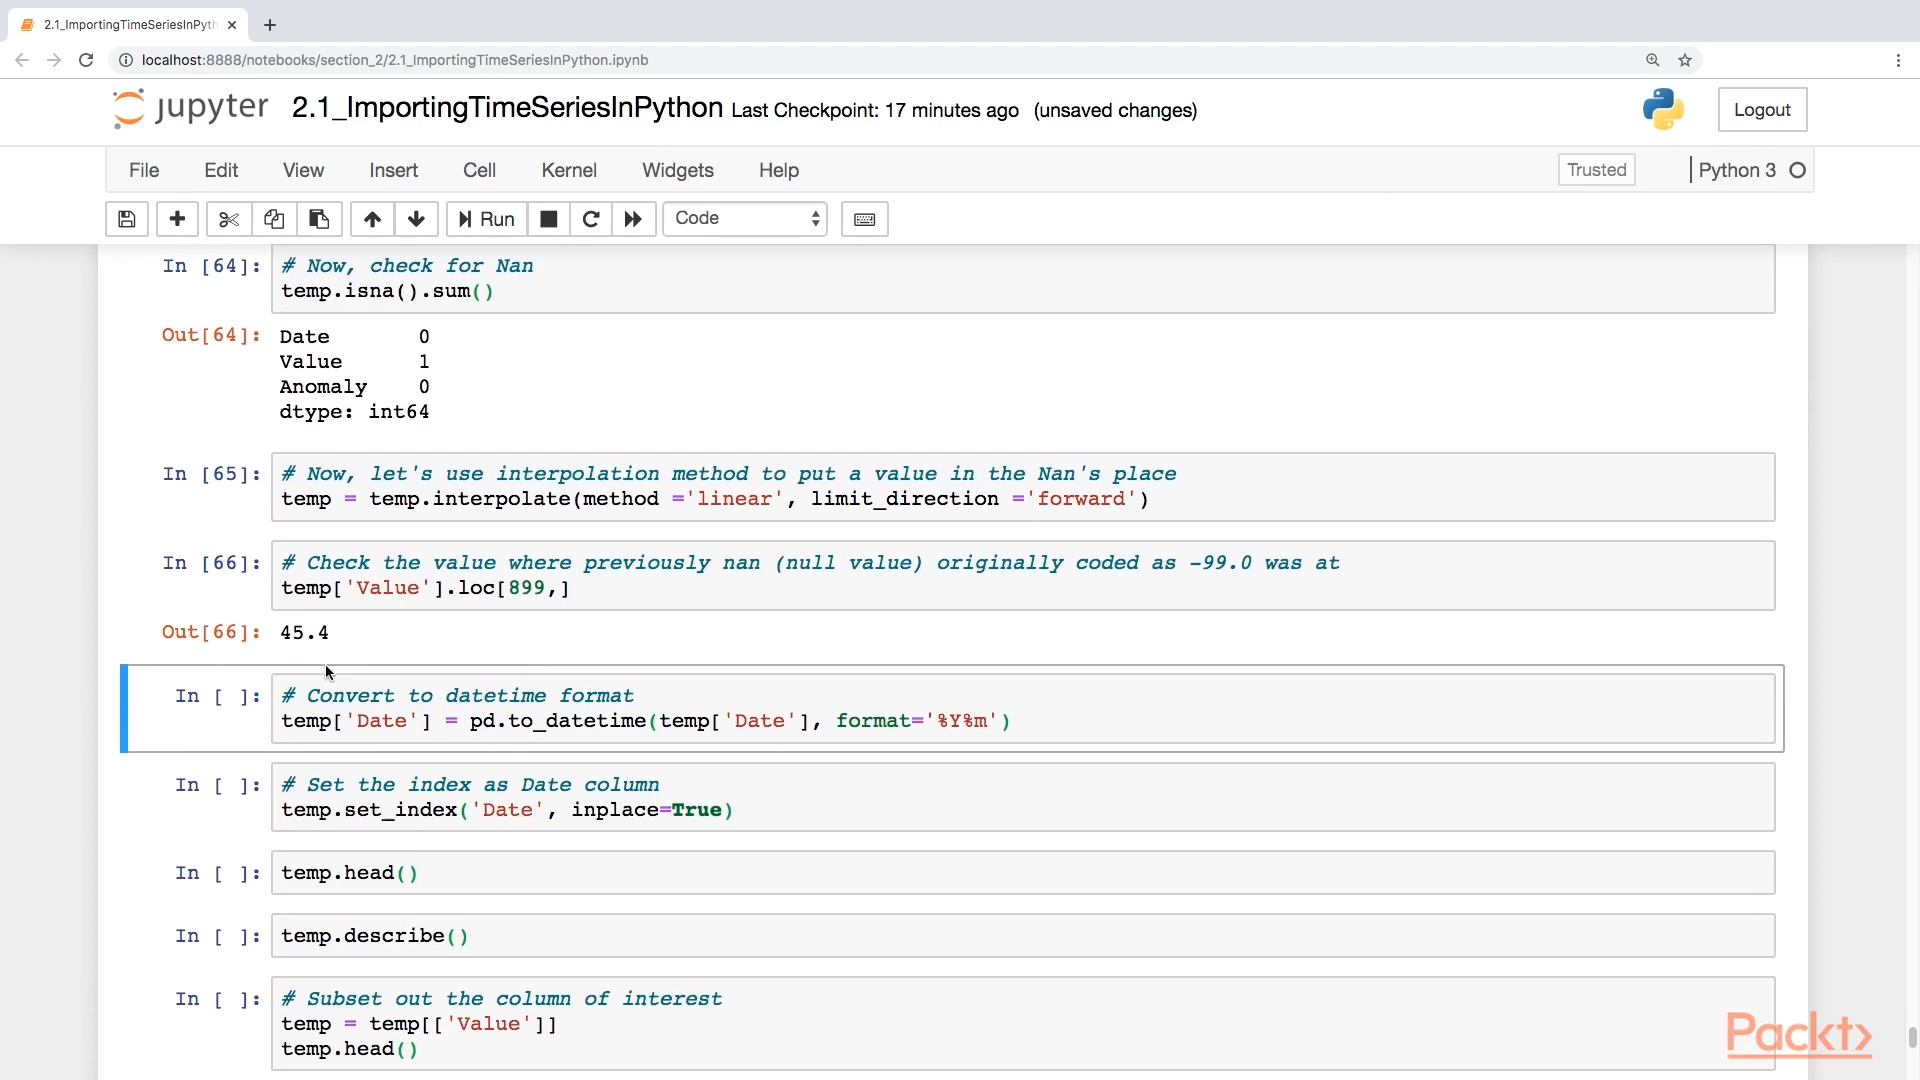 2.1_ImportingTimeSeriesInPyth
localhost:8888/notebooks/section_2/2.1_ImportingTimeSeriesInPython.ipynb
jupyter 2.1_ImportingTimeSeriesInPython Last Checkpoint: 17 minutes ago (unsaved changes)
Logout
File Edit View Insert Cell Kernel Widgets Help Trusted Python 3
Run Code
In [64]: # Now, check for Nan
temp.isna().sum()
Out[64]: Date 0
Value 1
Anomaly 0
dtype: int64
In [65]: # Now, let's use interpolation method to put a value in the Nan's place
temp = temp.interpolate(method ='linear', limit_direction ='forward')
In [66]: # Check the value where previously nan (null value) originally coded as -99.0 was at
temp['Value'].loc[899,]
Out[66]: 45.4
In [ ]: # Convert to datetime format
temp['Date'] = pd.to_datetime(temp['Date'], format='%Y%m')
In [ ]: # Set the index as Date column
temp.set_index('Date', inplace=True)
In [ ]: temp.head()
In [ ]: temp.describe()
In [ ]: # Subset out the column of interest
temp = temp[['Value']]
temp.head()
Packt>